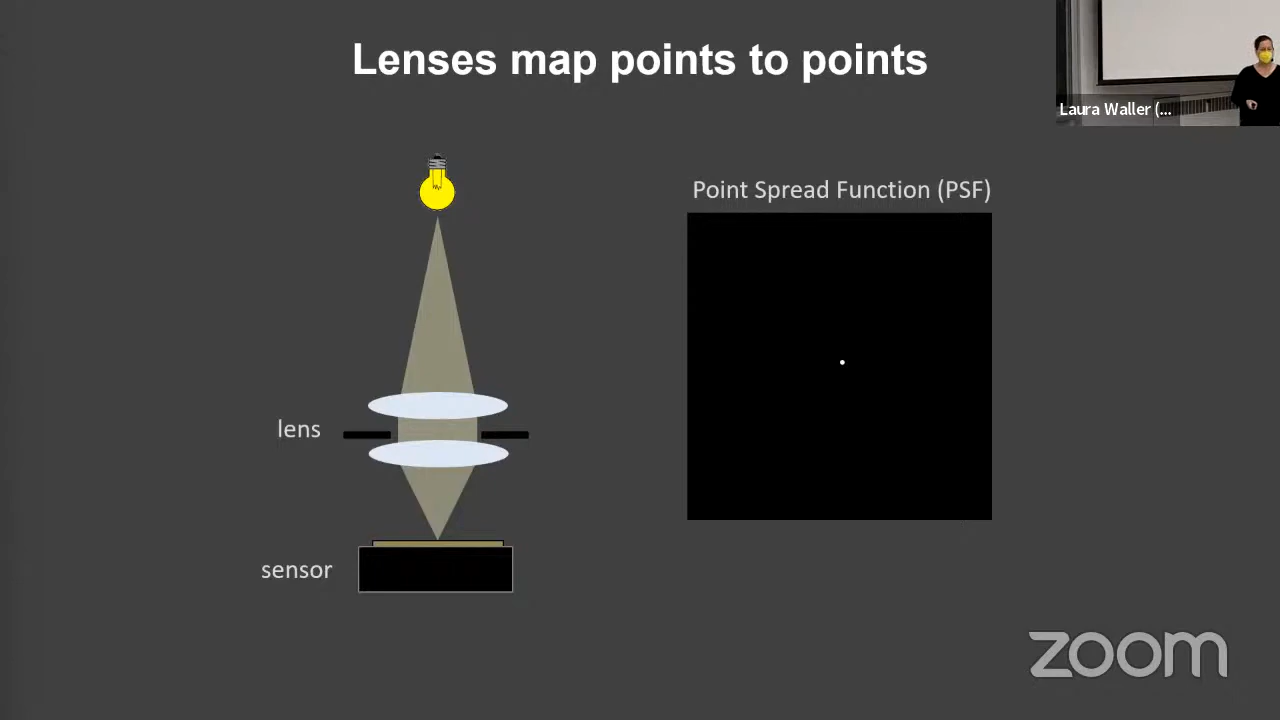 Lenses map points to points
Laura Waller (...
Point Spread Function (PSF)
lens
sensor
zoom